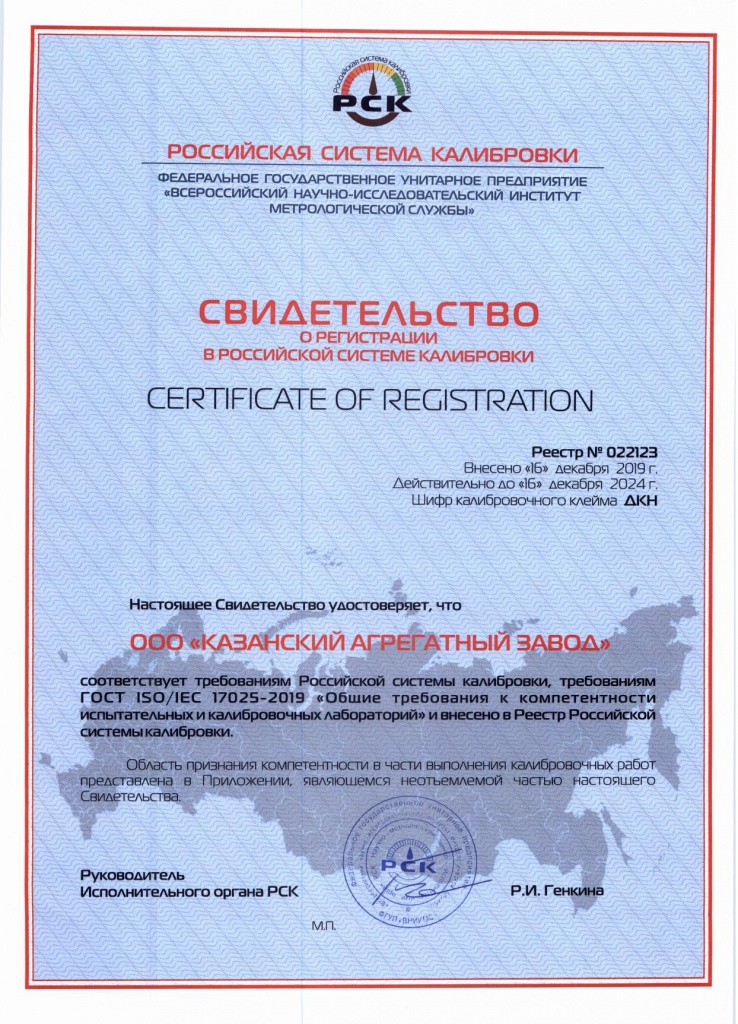 Российская система калибровки
РСК
РОССИЙСКАЯ СИСТЕМА КАЛИБРОВКИ
ФЕДЕРАЛЬНОЕ ГОСУДАРСТВЕННОЕ УНИТАРНОЕ ПРЕДПРИЯТИЕ
«ВСЕРОССИЙСКИЙ НАУЧНО-ИССЛЕДОВАТЕЛЬСКИЙ ИНСТИТУТ
МЕТРОЛОГИЧЕСКОЙ СЛУЖБЫ»
СВИДЕТЕЛЬСТВО
О РЕГИСТРАЦИИ
В РОССИЙСКОЙ СИСТЕМЕ КАЛИБРОВКИ
CERTIFICATE OF REGISTRATION
Реестр № 022123
Внесено «16» декабря 2019 г.
Действительно до «16» декабря 2024 г.
Шифр калибровочного клейма ДКН
Настоящее Свидетельство удостоверяет, что
ООО «КАЗАНСКИЙ АГРЕГАТНЫЙ ЗАВОД»
соответствует требованиям Российской системы калибровки, требованиям
ГОСТ ISO/IEC 17025-2019 «Общие требования к компетентности
испытательных и калибровочных лабораторий» и внесено в Реестр Российской
системы калибровки.
Область признания компетентности в части выполнения калибровочных работ
представлена в Приложении, являющемся неотъемлемой частью настоящего
Свидетельства.
РСК
Руководитель
Исполнительного органа РСК
Р.И. Генкина
М.П.